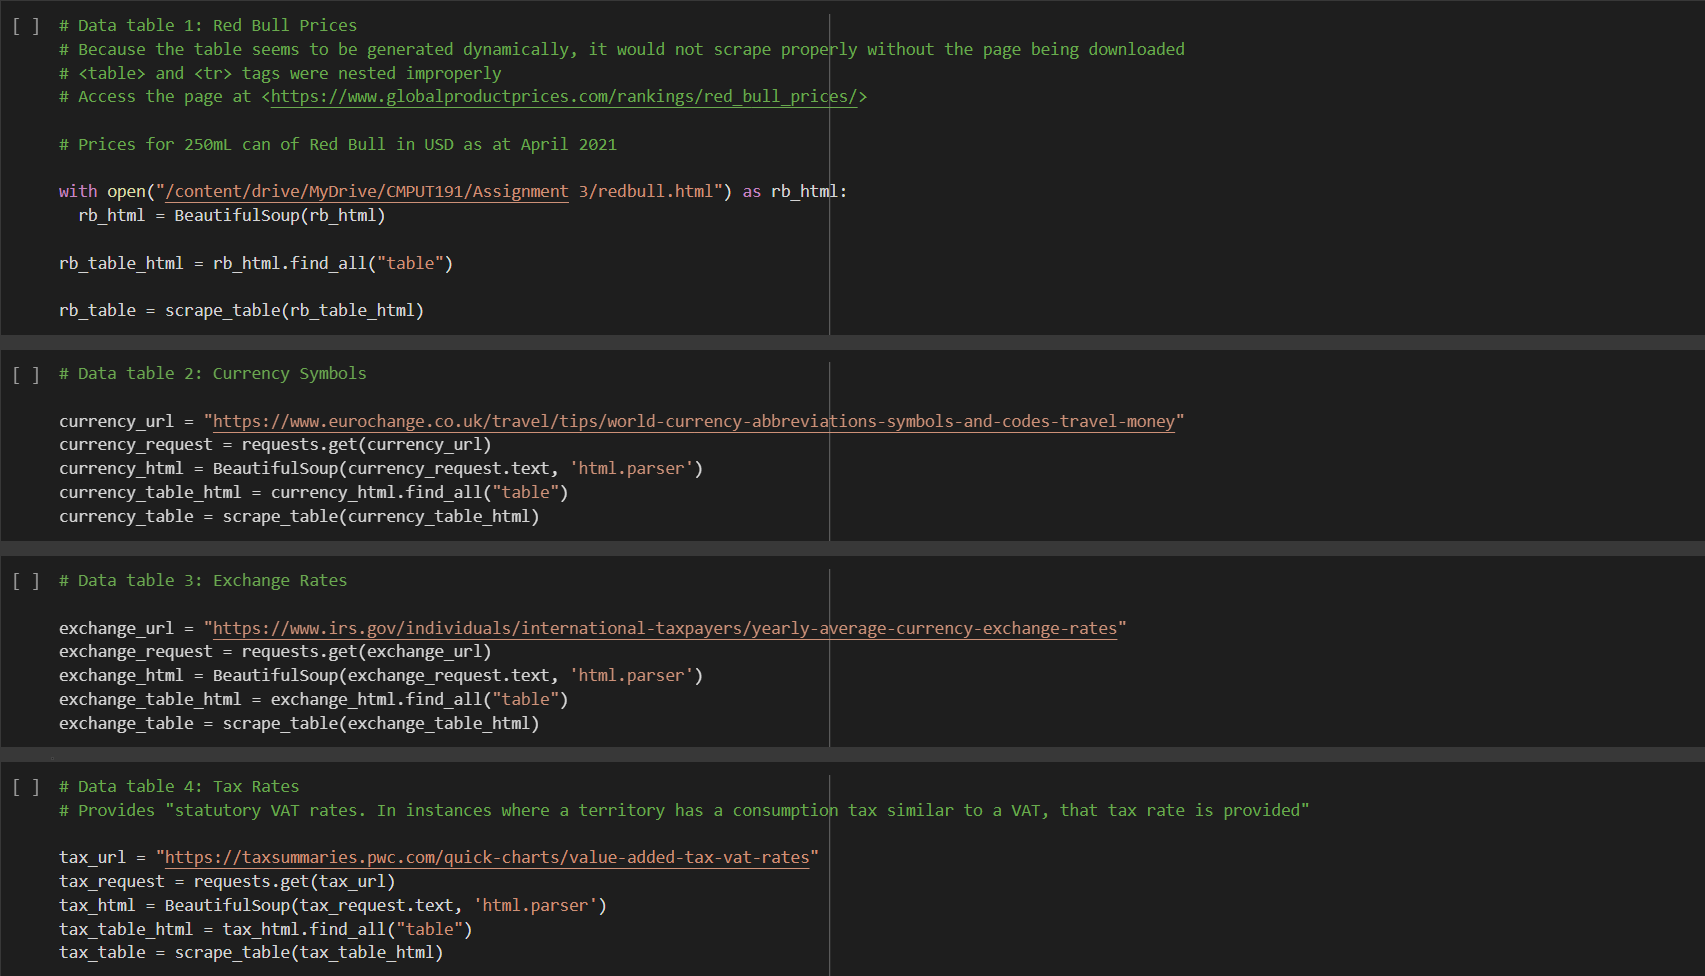 [ ] # Data table 1: Red Bull Prices
# Because the table seems to be generated dynamically, it would not scrape properly without the page being downloaded
# <table> and <tr> tags were nested improperly
# Access the page at <https://www.globalproductprices.com/rankings/red_bull_prices/>
# Prices for 250mL can of Red Bull in USD as at April 2021
with open("/content/drive/MyDrive/CMPUT191/Assignment 3/redbull.html") as rb_html:
rb_html = BeautifulSoup(rb_html)
rb_table_html = rb_html.find_all("table")
rb_table = scrape_table(rb_table_html)
[ ] # Data table 2: Currency Symbols
currency_url = "https://www.eurochange.co.uk/travel/tips/world-currency-abbreviations-symbols-and-codes-travel-money"
currency_request = requests.get(currency_url)
currency_html = BeautifulSoup(currency_request.text, 'html.parser')
currency_table_html = currency_html.find_all("table")
currency_table = scrape_table(currency_table_html)
[ ] # Data table 3: Exchange Rates
exchange_url = "https://www.irs.gov/individuals/international-taxpayers/yearly-average-currency-exchange-rates"
exchange_request = requests.get(exchange_url)
exchange_html = BeautifulSoup(exchange_request.text, 'html.parser')
exchange_table_html = exchange_html.find_all("table")
exchange_table = scrape_table(exchange_table_html)
[ ] # Data table 4: Tax Rates
# Provides "statutory VAT rates. In instances where a territory has a consumption tax similar to a VAT, that tax rate is provided"
tax_url = "https://taxsummaries.pwc.com/quick-charts/value-added-tax-vat-rates"
tax_request = requests.get(tax_url)
tax_html = BeautifulSoup(tax_request.text, 'html.parser')
tax_table_html = tax_html.find_all("table")
tax_table = scrape_table(tax_table_html)